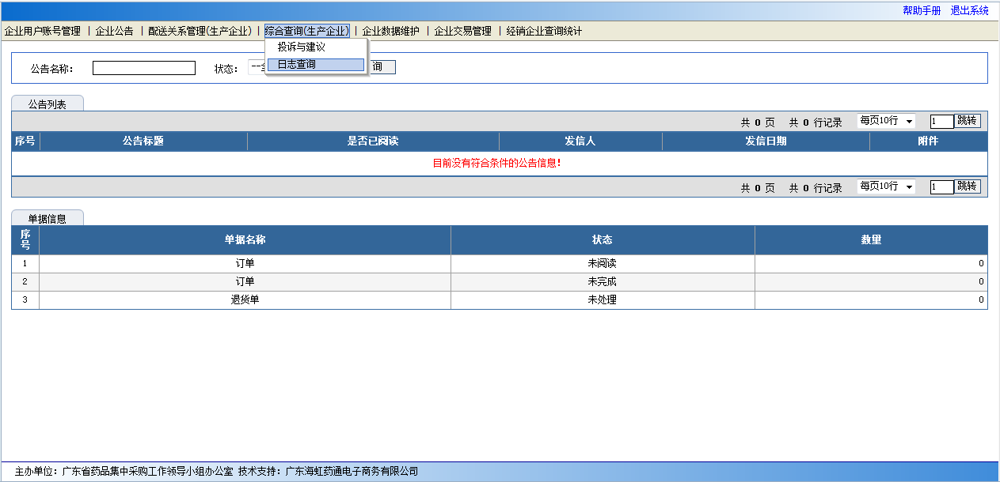 帮助手册 退出系统
企业用户账号管理 | 企业公告 | 配送关系管理(生产企业) | 综合查询(生产企业) | 企业数据维护 | 企业交易管理 | 经销企业查询统计
投诉与建议
日志查询
公告名称： 状态： 询
公告列表
共 0 页 共 0 行记录 每页10行 1 跳转
序号 公告标题 是否已阅读 发信人 发信日期 附件
目前没有符合条件的公告信息！
共 0 页 共 0 行记录 每页10行 1 跳转
单据信息
序号 单据名称 状态 数量
1 订单 未阅读 0
2 订单 未完成 0
3 退货单 未处理 0
主办单位：广东省药品集中采购工作领导小组办公室 技术支持：广东海虹药通电子商务有限公司